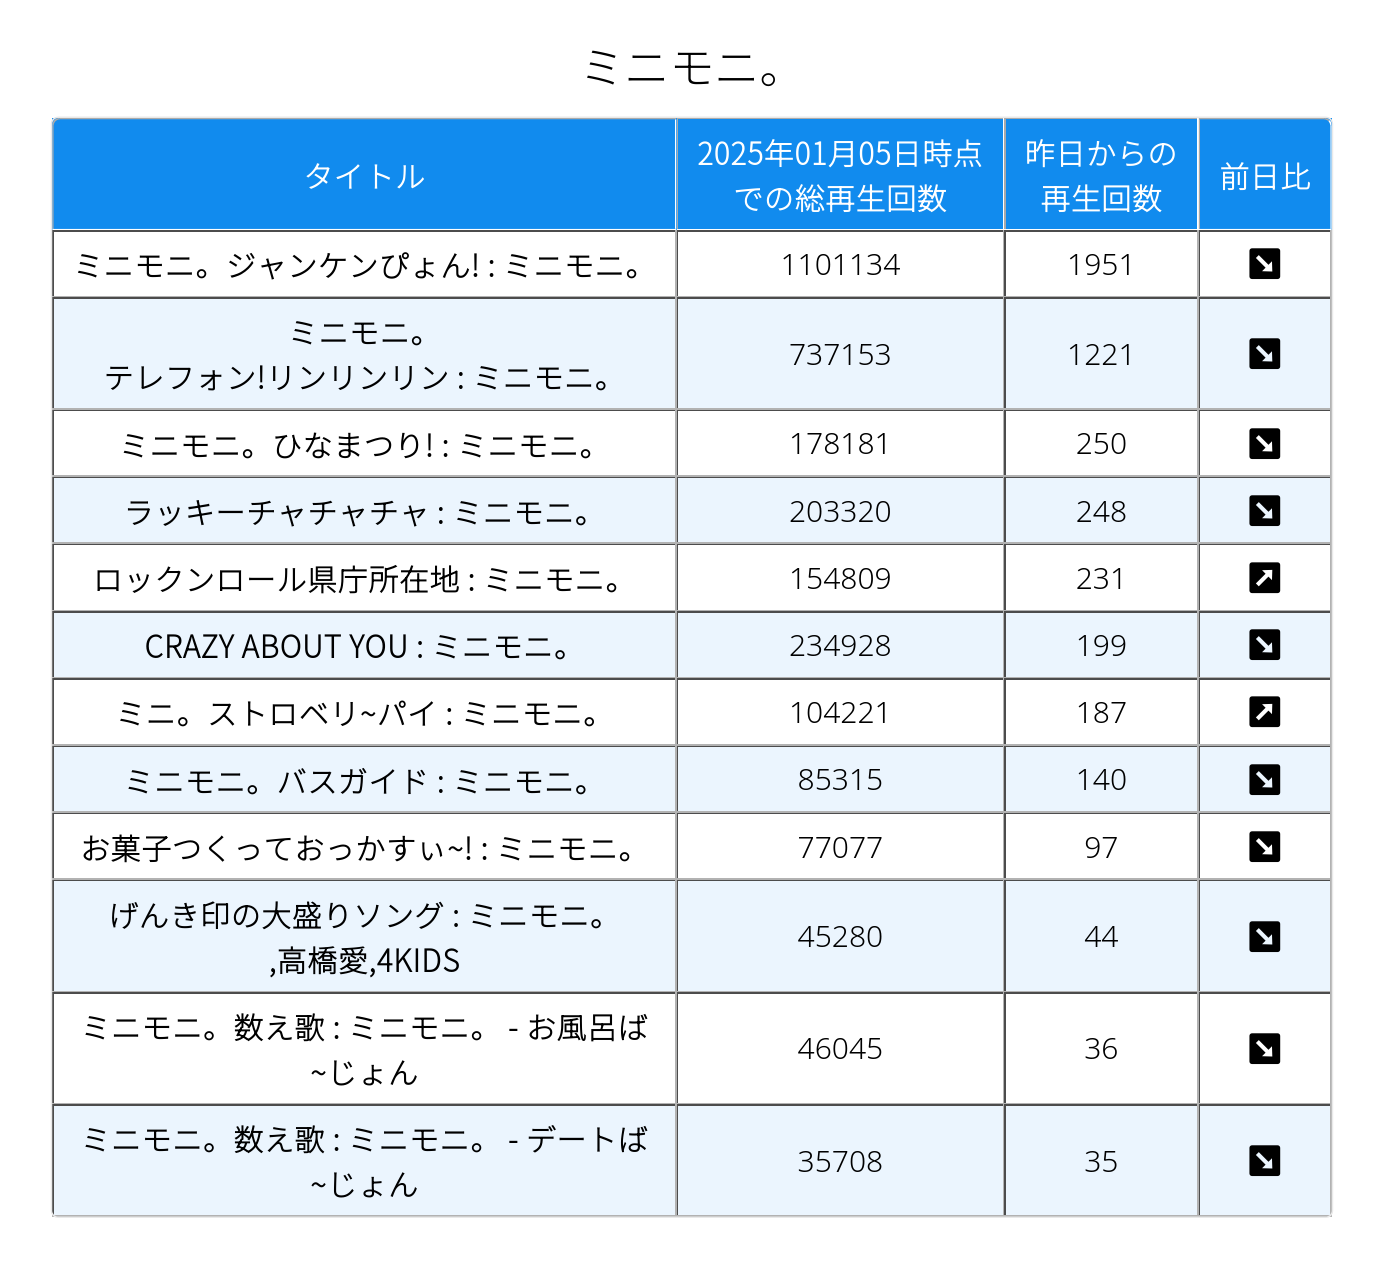 ミニモニ。
タイトル
2025年01月05日時点
での総再生回数
昨日からの
再生回数
前日比
ミニモニ。ジャンケンぴょん! : ミニモニ。
1101134
1951
ミニモニ。
テレフォン!リンリンリン : ミニモニ。
737153
1221
ミニモニ。ひなまつり! : ミニモニ。
178181
250
ラッキーチャチャチャ : ミニモニ。
203320
248
ロックンロール県庁所在地 : ミニモニ。
154809
231
CRAZY ABOUT YOU : ミニモニ。
234928
199
ミニ。ストロベリ~パイ : ミニモニ。
104221
187
ミニモニ。バスガイド : ミニモニ。
85315
140
お菓子つくっておっかすぃ~! : ミニモニ。
77077
97
げんき印の大盛りソング : ミニモニ。
,高橋愛,4KIDS
45280
44
ミニモニ。数え歌 : ミニモニ。 - お風呂ば
~じょん
46045
36
ミニモニ。数え歌 : ミニモニ。 - デートば
~じょん
35708
35